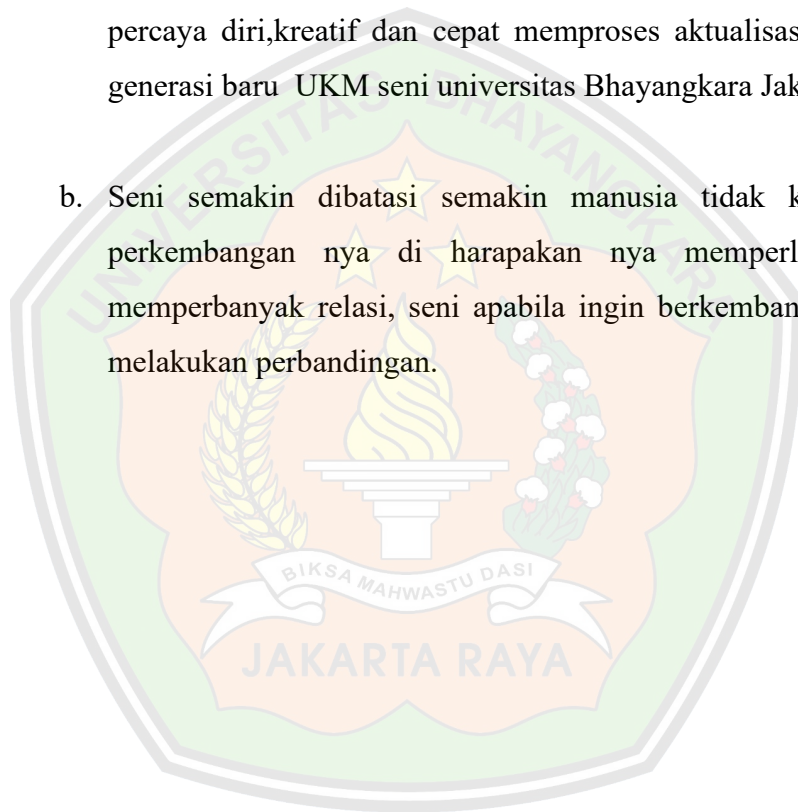 percaya diri,kreatif dan cepat memproses aktualisas
generasi baru UKM seni universitas Bhayangkara Jak
b. Seni semakin dibatasi semakin manusia tidak k
perkembangan nya di harapakan nya memperl
memperbanyak relasi, seni apabila ingin berkemban
melakukan perbandingan.
UNIVERSITAS BHAYANGKARA
BIKSA MAHWASTU DASI
JAKARTA RAYA